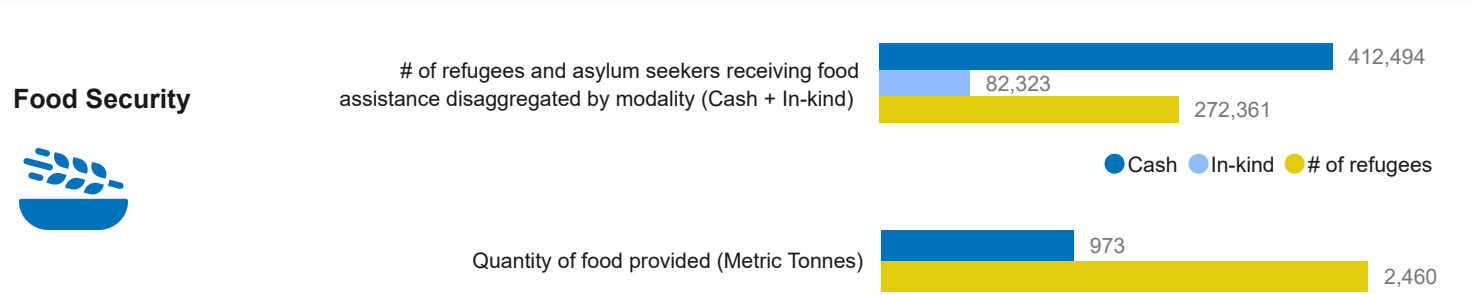 Food Security
# of refugees and asylum seekers receiving food
assistance disaggregated by modality (Cash + In-kind)
412,494
82,323
272,361
Cash In-kind # of refugees
Quantity of food provided (Metric Tonnes)
973
2,460